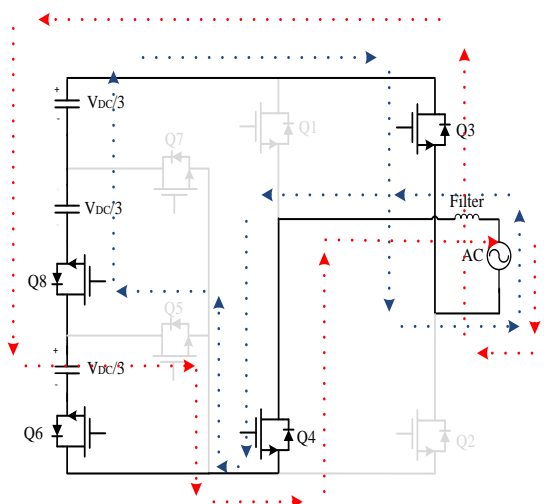 +
VDC/3
-
Q7
Q1
Q3
VDC/3
Filter
AC
Q8
Q5
+
VDC/3
-
Q6
Q4
Q2